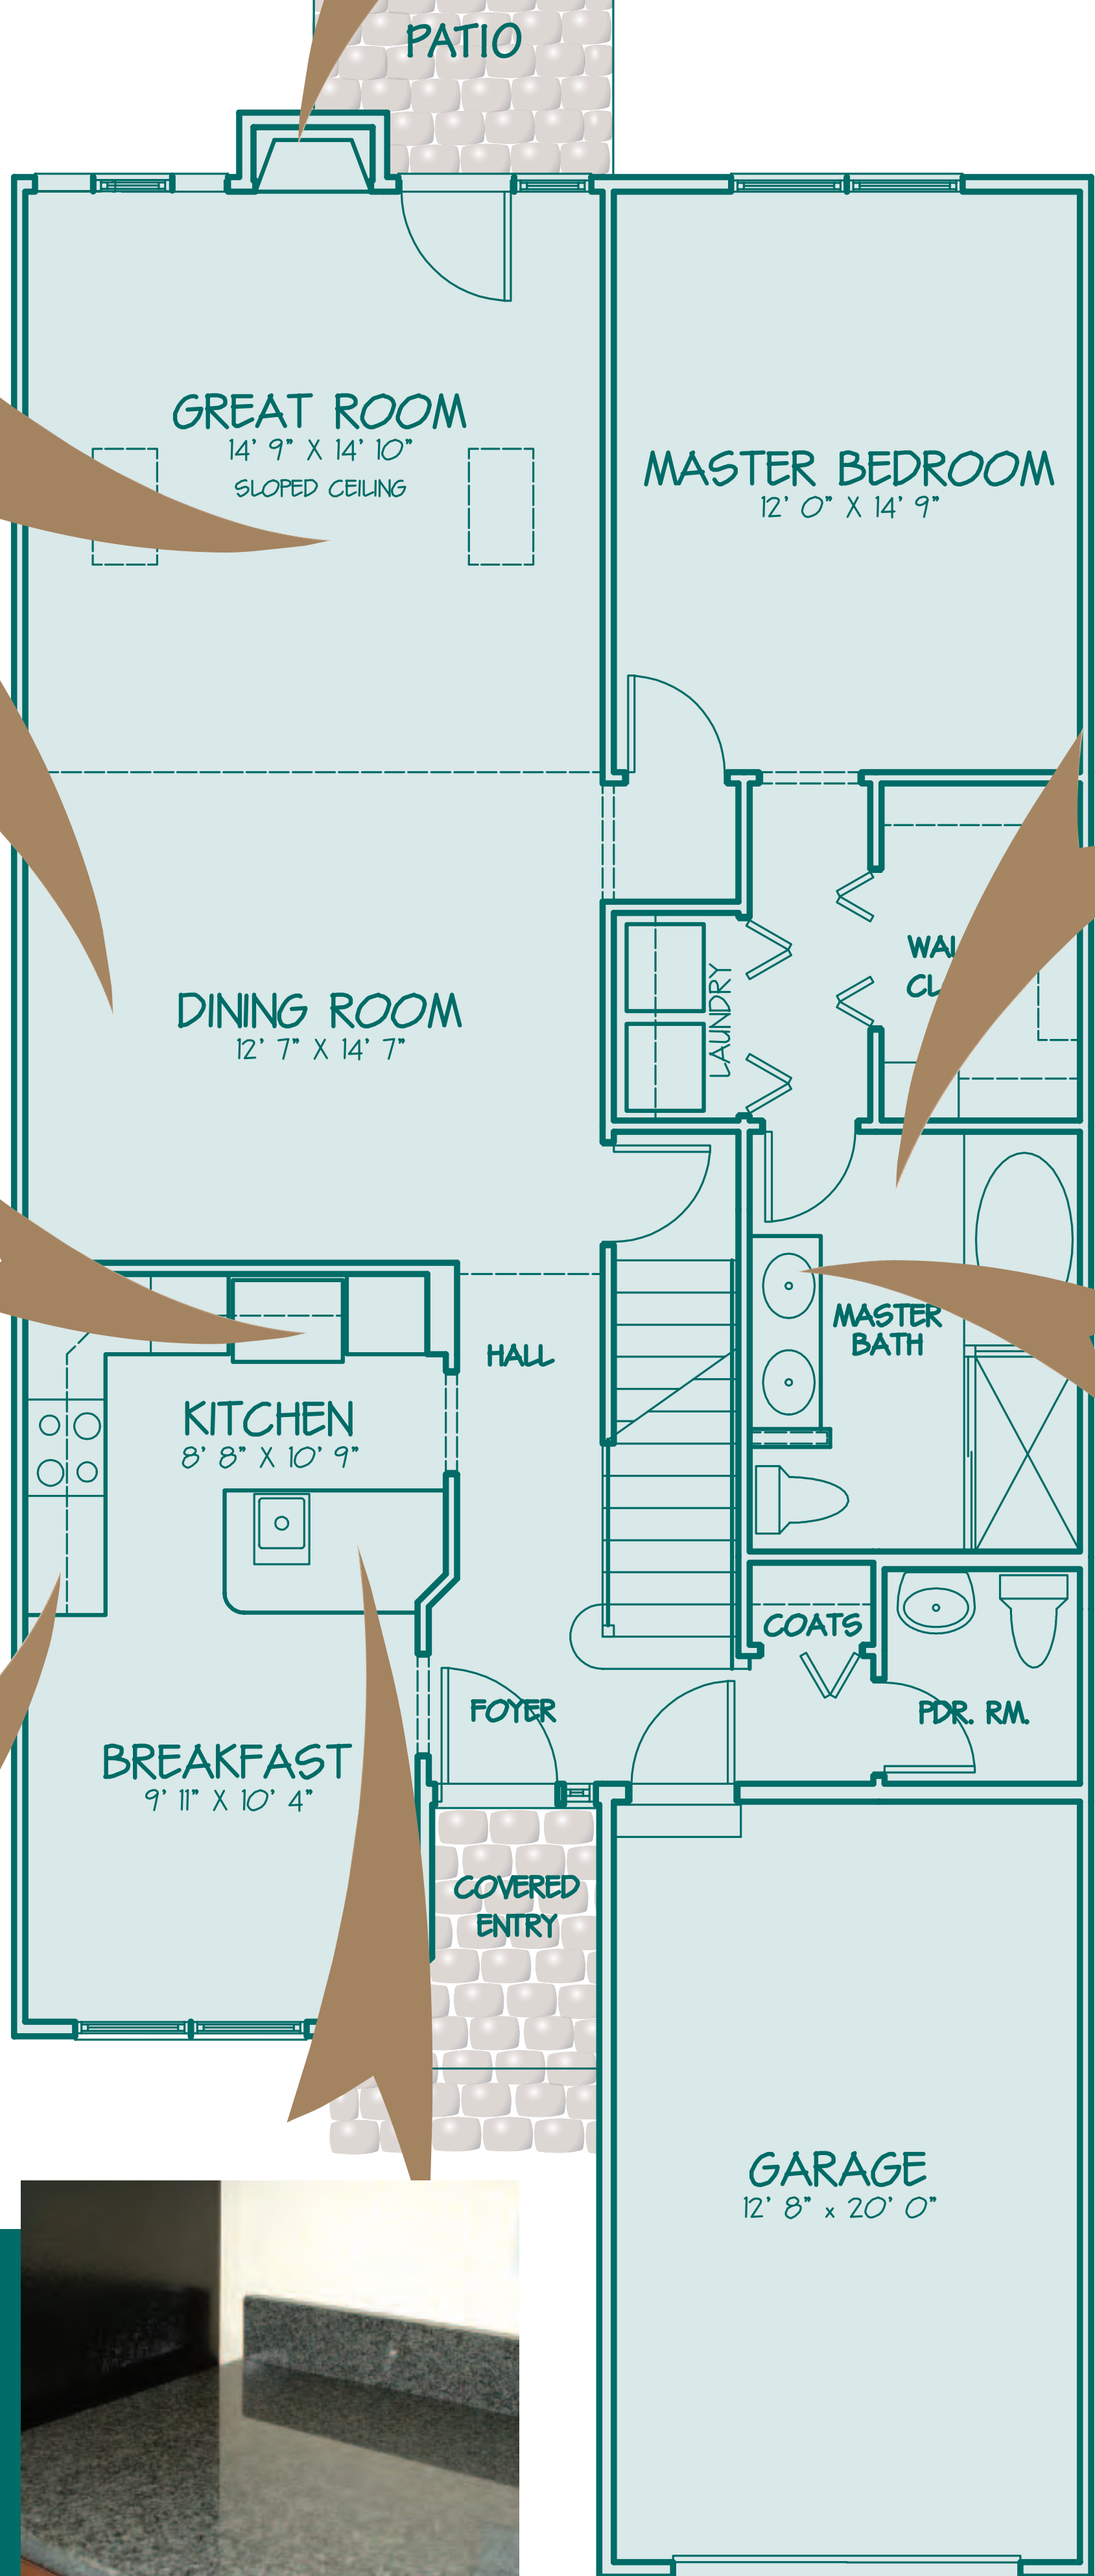 PATIO
GREAT ROOM
14' 9" X 14' 10"
SLOPED CEILING
MASTER BEDROOM
12' 0" X 14' 9"
DINING ROOM
12' 7" X 14' 7"
LAUNDRY
HALL
MASTER
BATH
KITCHEN
8' 8" X 10' 9"
COATS
FOYER
PDR. RM.
BREAKFAST
9' 11" X 10' 4"
COVERED
ENTRY
GARAGE
12' 8" x 20' 0"